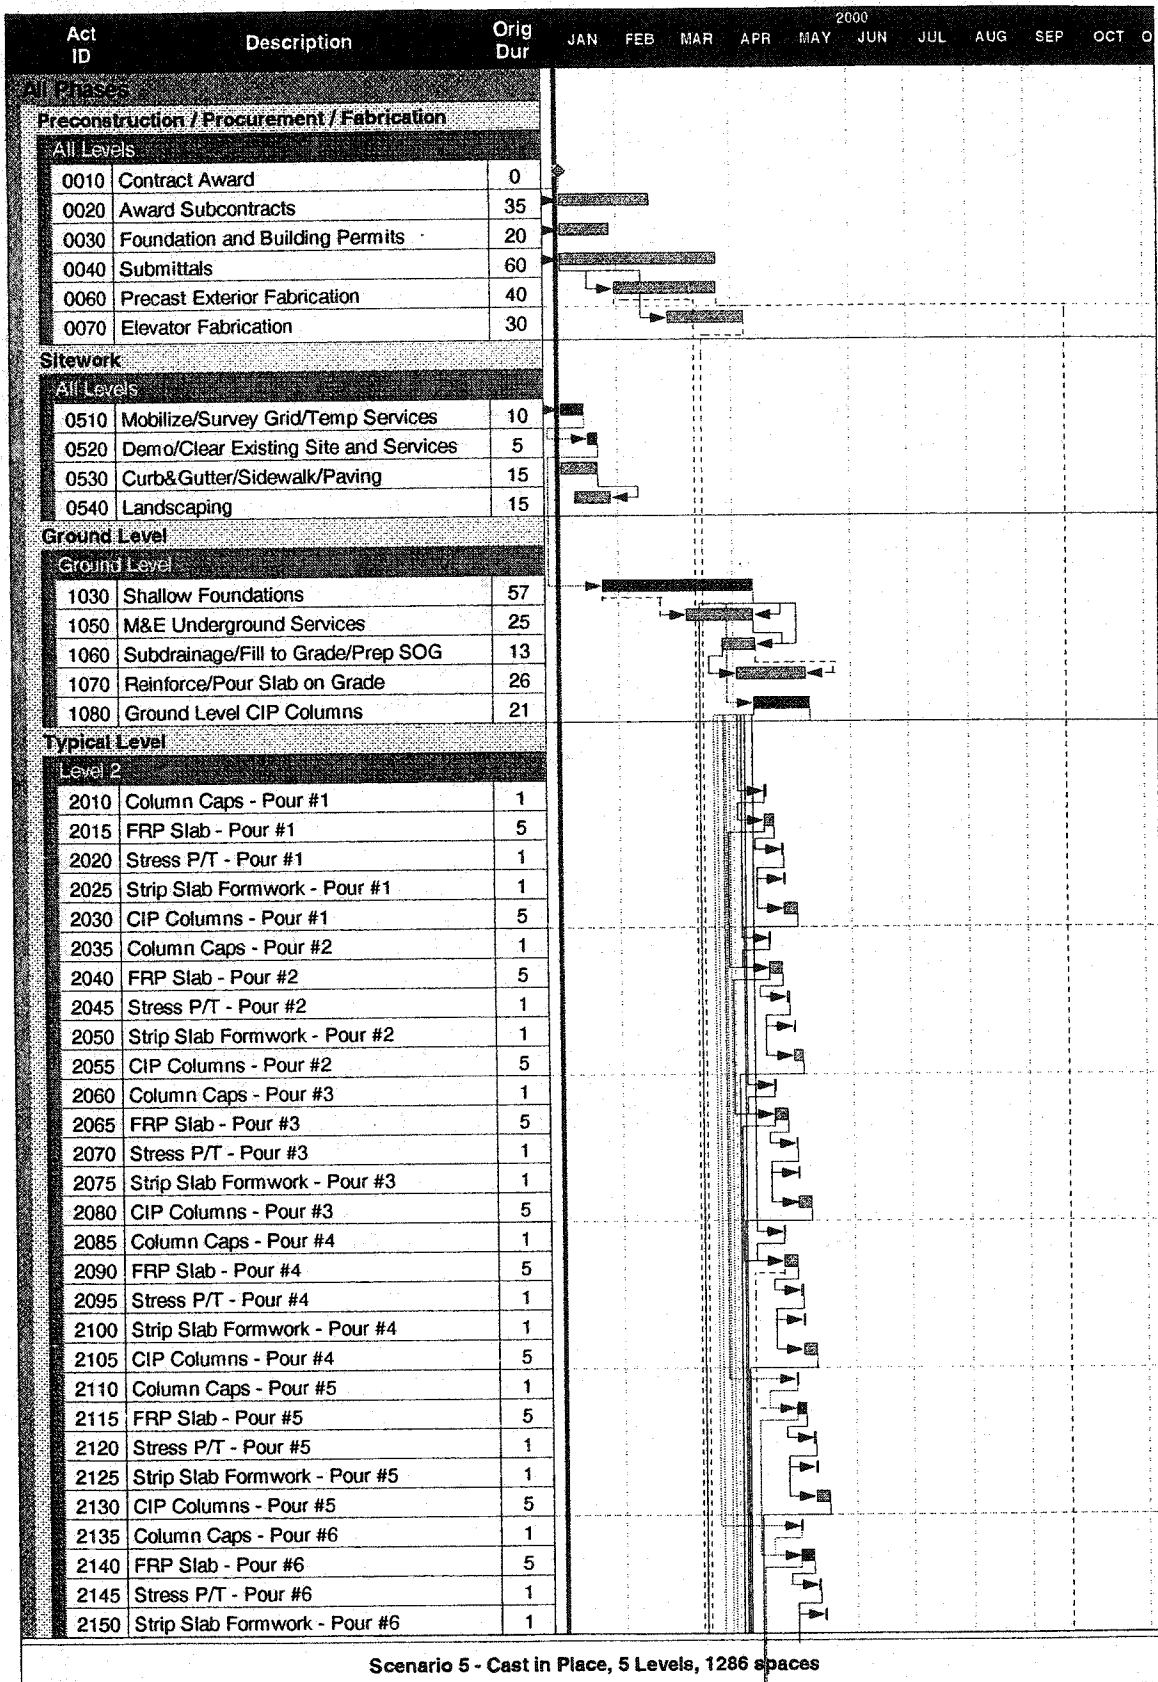 2000
Act ID Description Orig Dur JAN FEB MAR APR MAY JUN JUL AUG SEP OCT
All Phases
Preconstruction / Procurement / Fabrication
All Levels
0010 Contract Award 0
0020 Award Subcontracts 35
0030 Foundation and Building Permits 20
0040 Submittals 60
0060 Precast Exterior Fabrication 40
0070 Elevator Fabrication 30
Sitework
All Levels
0510 Mobilize/Survey Grid/Temp Services 10
0520 Demo/Clear Existing Site and Services 5
0530 Curb&Gutter/Sidewalk/Paving 15
0540 Landscaping 15
Ground Level
Ground Level
1030 Shallow Foundations 57
1050 M&E Underground Services 25
1060 Subdrainage/Fill to Grade/Prep SOG 13
1070 Reinforce/Pour Slab on Grade 26
1080 Ground Level CIP Columns 21
Typical Level
Level 2
2010 Column Caps - Pour #1 1
2015 FRP Slab - Pour #1 5
2020 Stress P/T - Pour #1 1
2025 Strip Slab Formwork - Pour #1 1
2030 CIP Columns - Pour #1 5
2035 Column Caps - Pour #2 1
2040 FRP Slab - Pour #2 5
2045 Stress P/T - Pour #2 1
2050 Strip Slab Formwork - Pour #2 1
2055 CIP Columns - Pour #2 5
2060 Column Caps - Pour #3 1
2065 FRP Slab - Pour #3 5
2070 Stress P/T - Pour #3 1
2075 Strip Slab Formwork - Pour #3 1
2080 CIP Columns - Pour #3 5
2085 Column Caps - Pour #4 1
2090 FRP Slab - Pour #4 5
2095 Stress P/T - Pour #4 1
2100 Strip Slab Formwork - Pour #4 1
2105 CIP Columns - Pour #4 5
2110 Column Caps - Pour #5 1
2115 FRP Slab - Pour #5 5
2120 Stress P/T - Pour #5 1
2125 Strip Slab Formwork - Pour #5 1
2130 CIP Columns - Pour #5 5
2135 Column Caps - Pour #6 1
2140 FRP Slab - Pour #6 5
2145 Stress P/T - Pour #6 1
2150 Strip Slab Formwork - Pour #6 1
Scenario 5 - Cast in Place, 5 Levels, 1286 spaces